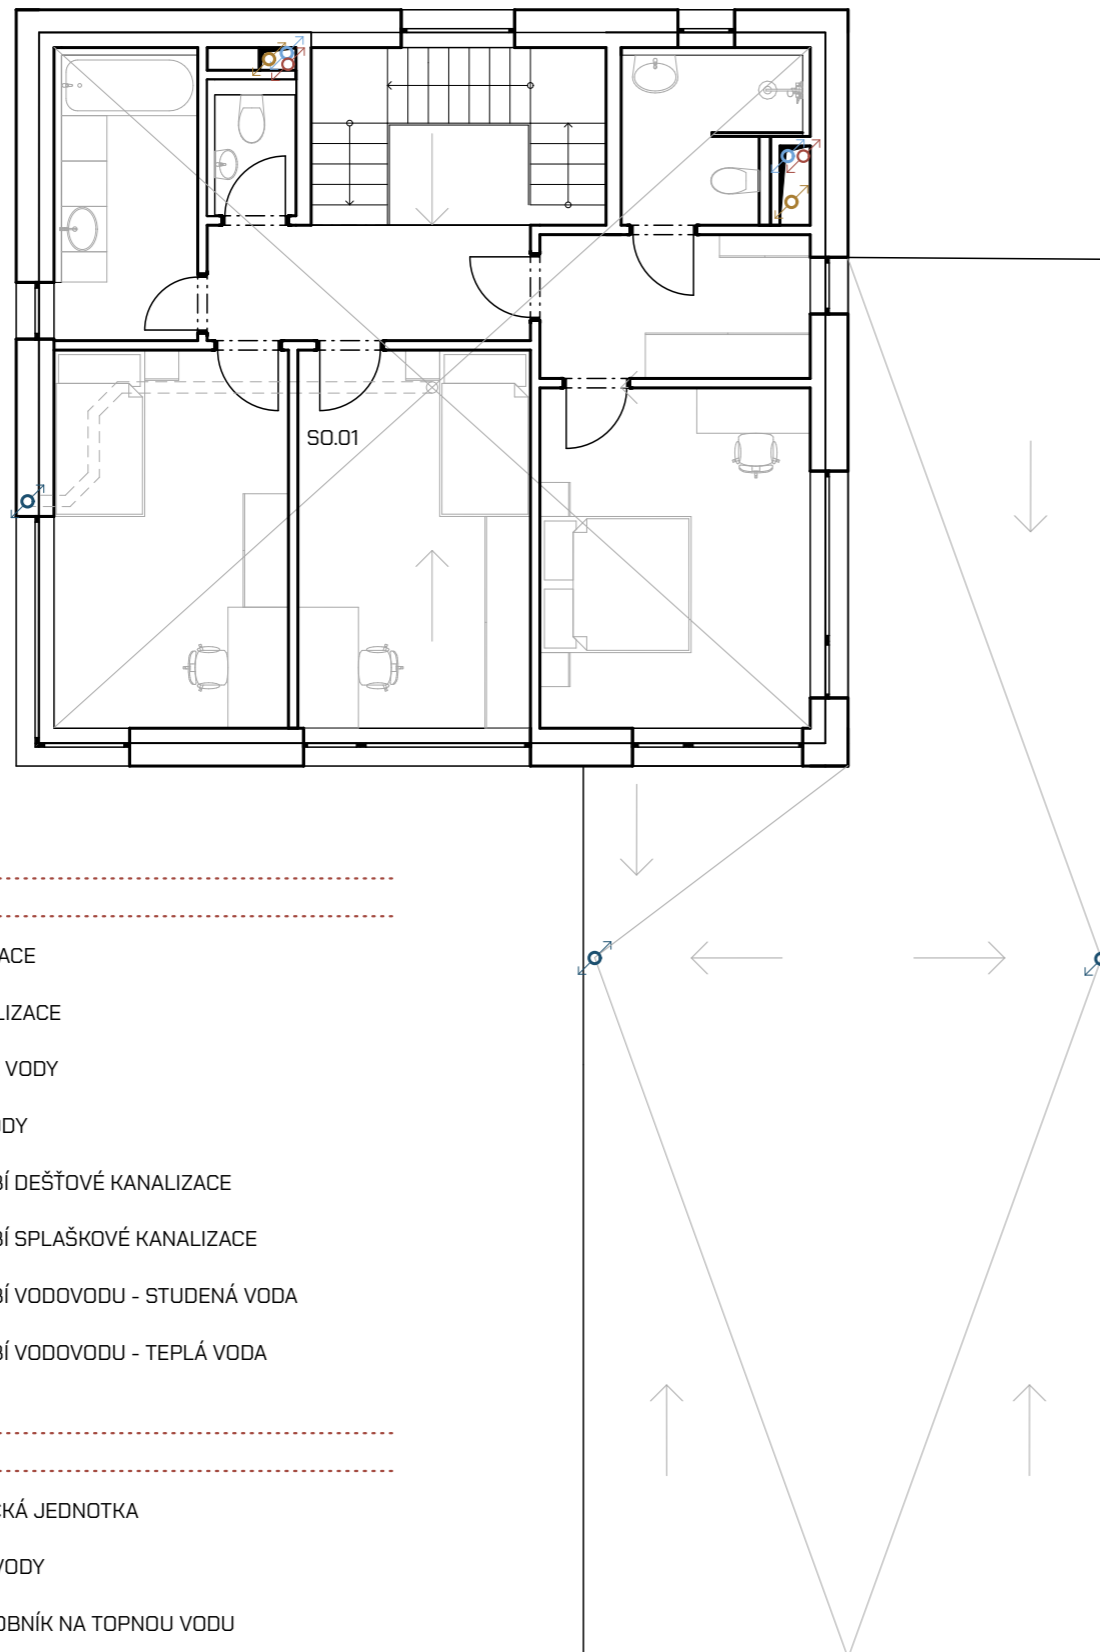 SO.01
ACE
LIZACE
VODY
ODY
BÍ DEŠŤOVÉ KANALIZACE
BÍ SPLAŠKOVÉ KANALIZACE
BÍ VODOVODU - STUDENÁ VODA
BÍ VODOVODU - TEPLÁ VODA
CKÁ JEDNOTKA
VODY
OBNÍK NA TOPNOU VODU